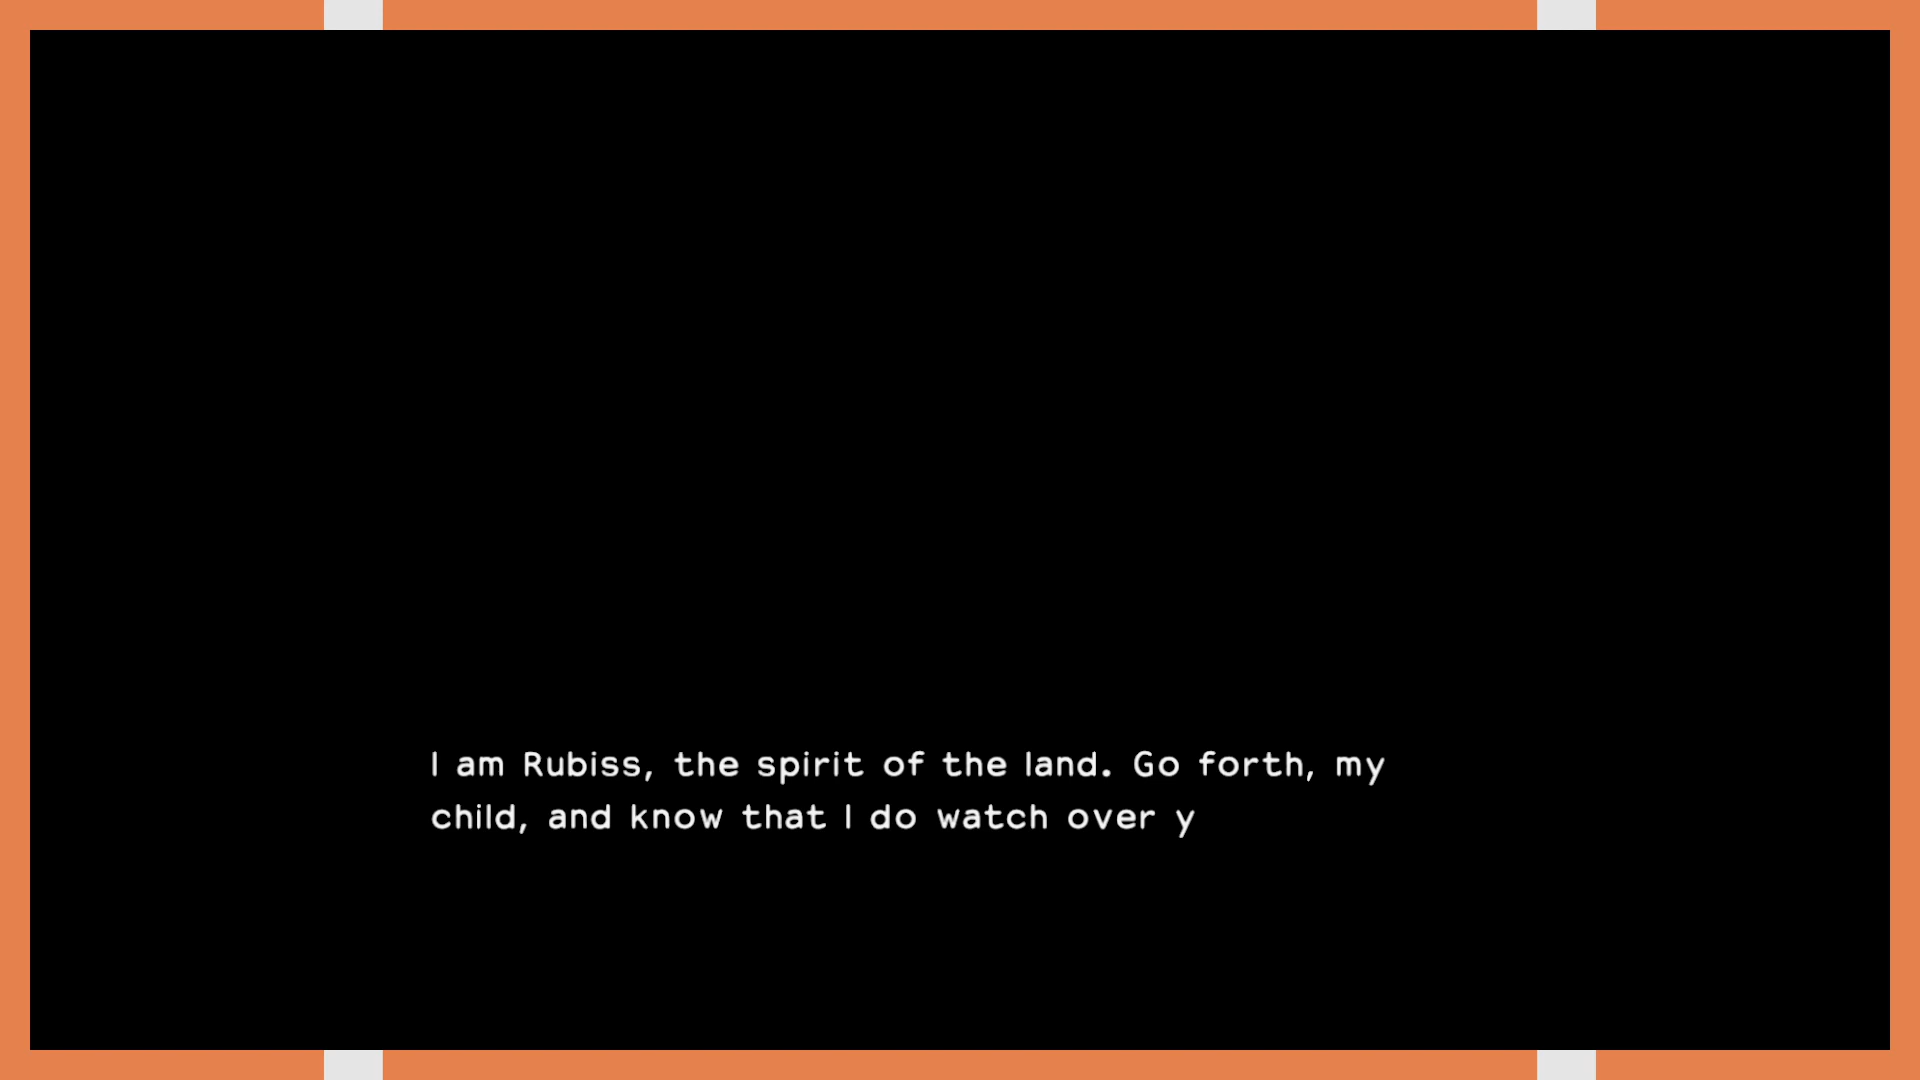 I am Rubiss, the spirit of the land. Go forth, my
child, and know that I do watch over y